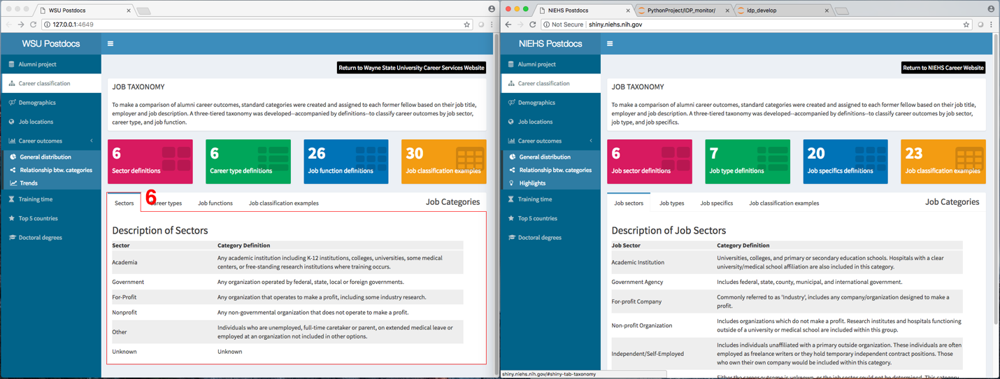 WSU Postdocs
127.0.0.1:4649
WSU Postdocs
Alumni project
Career classification
Demographics
Job locations
Career outcomes
General distribution
Relationship btw. categories
Trends
Training time
Top 5 countries
Doctoral degrees
Return to Wayne State University Career Services Website
JOB TAXONOMY
To make a comparison of alumni career outcomes, standard categories were created and assigned to each former fellow based on their job title,
employer and job description. A three-tiered taxonomy was developed--accompanied by definitions--to classify career outcomes by job sector,
career type, and job function.
6
Sector definitions
6
Career type definitions
26
Job function definitions
30
Job classification examples
Sectors
6
Career types
Job functions
Job classification examples
Job Categories
Description of Sectors
Sector Category Definition
Academia Any academic institution including K-12 institutions, colleges, universities, some medical
centers, or free-standing research institutions where training occurs.
Government Any organization operated by federal, state, local or foreign governments.
For-Profit Any organization that operates to make a profit, including some industry research.
Nonprofit Any non-governmental organization that does not operate to make a profit.
Other Individuals who are unemployed, full-time caretaker or parent, on extended medical leave or
employed at an organization not included in other options.
Unknown Unknown
NIEHS Postdocs
PythonProject/IDP_monitor/
idp_develop
Not Secure shiny.niehs.nih.gov
NIEHS Postdocs
Alumni project
Career classification
Demographics
Job locations
Career outcomes
General distribution
Relationship btw. categories
Highlights
Training time
Top 5 countries
Doctoral degrees
Return to NIEHS Career Website
JOB TAXONOMY
To make a comparison of alumni career outcomes, standard categories were created and assigned to each former fellow based on their job title,
employer and job description. A three-tiered taxonomy was developed--accompanied by definitions--to classify career outcomes by job sector,
job type, and job specifics.
6
Job sector definitions
7
Job type definitions
20
Job specifics definitions
23
Job classification examples
Job sectors
Job types
Job specifics
Job classification examples
Job Categories
Description of Job Sectors
Job Sector Category Definition
Academic Institution Universities, colleges, and primary or secondary education schools. Hospitals with a clear
university/medical school affiliation are also included in this category.
Government Agency Includes federal, state, county, municipal, and international government.
For-profit Company Commonly referred to as 'Industry', includes any company/organization designed to make a
profit.
Non-profit Organization Includes organizations which do not make a profit. Research institutes and hospitals functioning
outside of a university or medical school are included within this group.
Independent/Self-Employed Includes individuals unaffiliated with a primary outside organization. These individuals are often
employed as freelance writers or they hold temporary independent contract positions. Those
who own their own company would be included within this category.
Either the career outcome is unknown, or the job sector could not be determined. This category
shiny.niehs.nih.gov/#shiny-tab-taxonomy